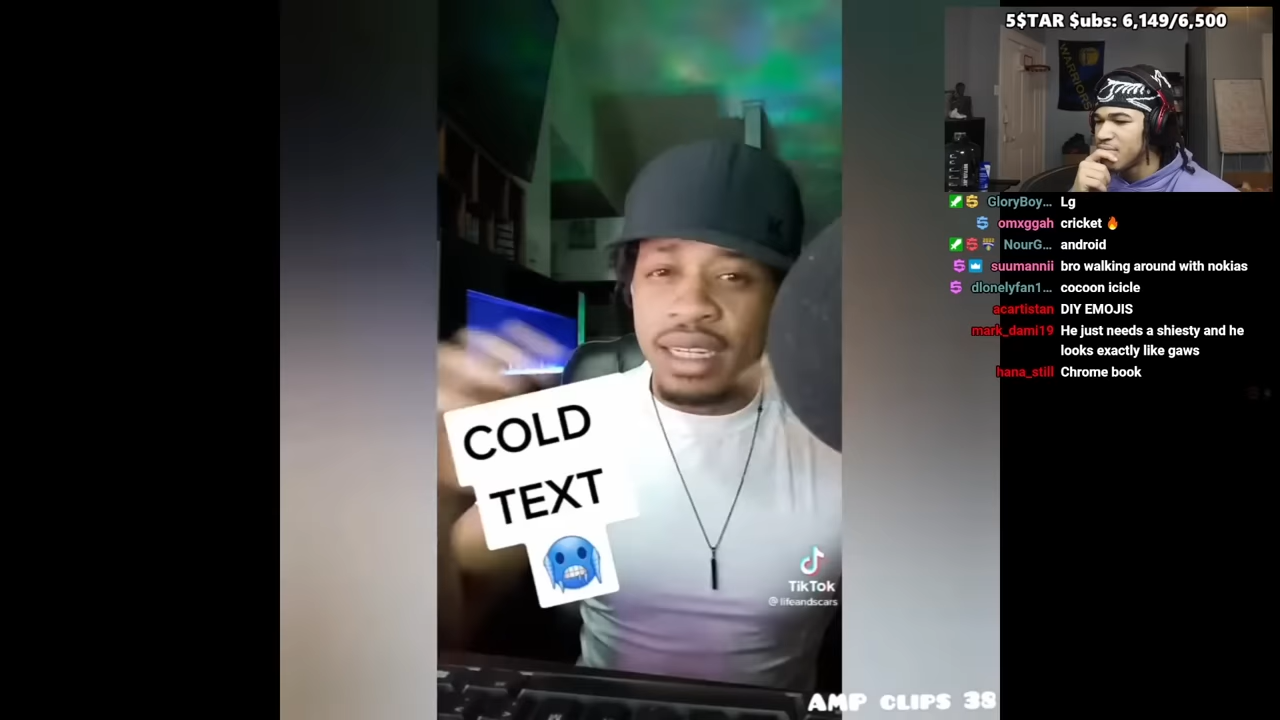 5$TAR $ubs: 6,149/6,500
WARRIORS
GloryBoy... Lg
omxggah cricket 🔥
NourG... android
suumannii bro walking around with nokias
dlonelyfan1... cocoon icicle
acartistan DIY EMOJIS
mark_dami19 He just needs a shiesty and he
looks exactly like gaws
hana_still Chrome book
COLD
TEXT
🥶
TikTok
@lifeandscars
AMP CLIPS 38